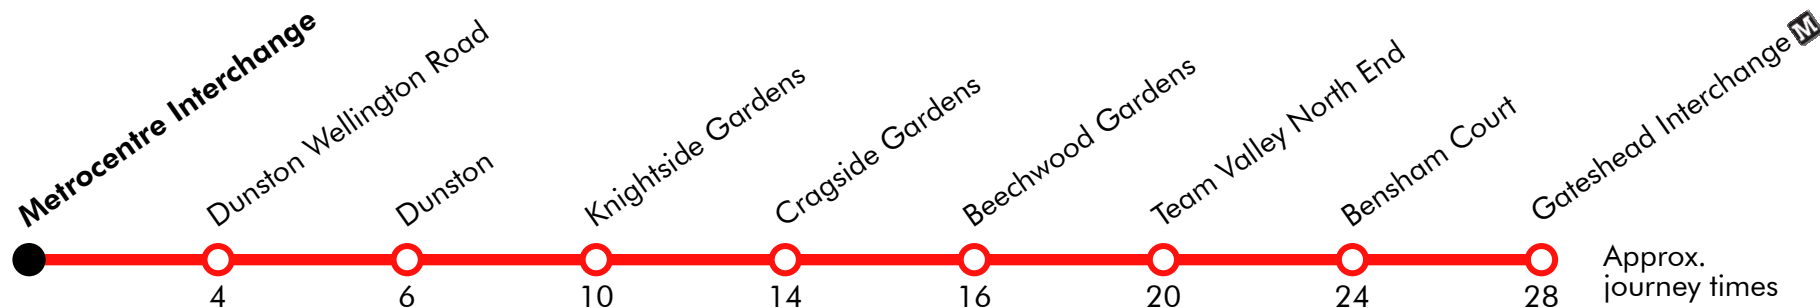 Metrocentre Interchange
Dunston Wellington Road
Dunston
Knightside Gardens
Cragside Gardens
Beechwood Gardens
Team Valley North End
Bensham Court
Gateshead Interchange M
4 6 10 14 16 20 24 28
Approx.
journey times